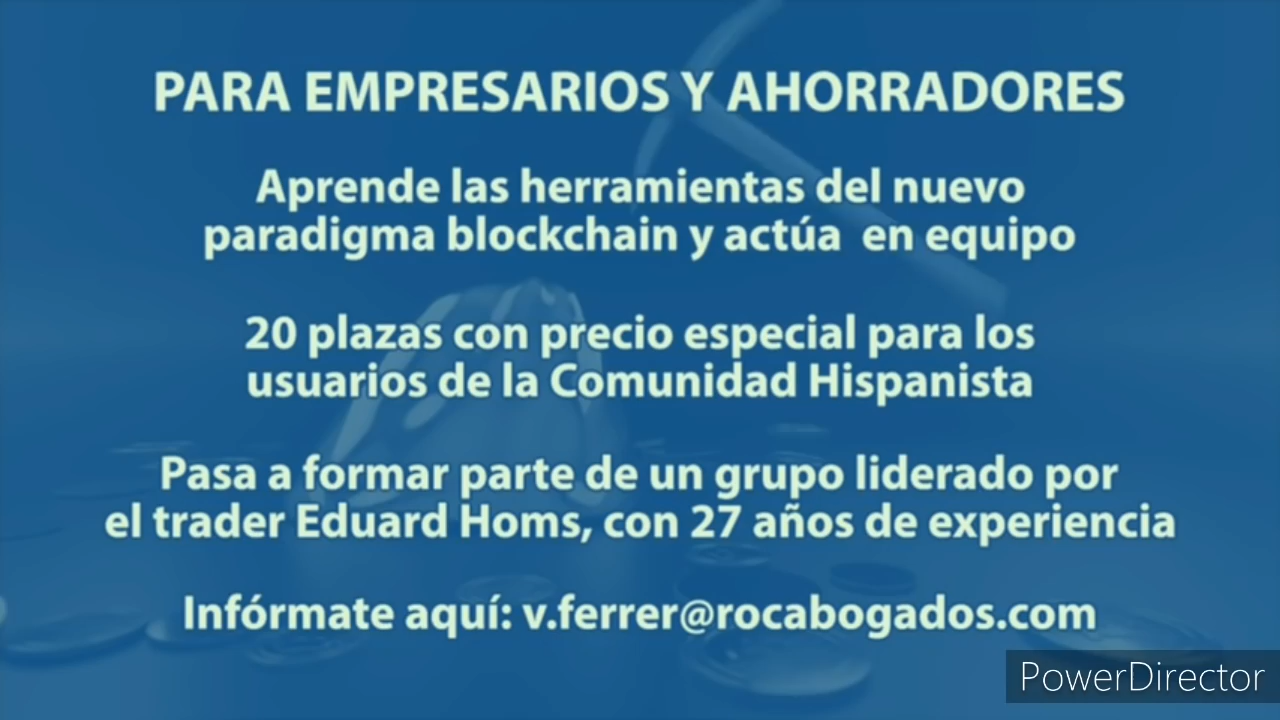 PARA EMPRESARIOS Y AHORRADORES
Aprende las herramientas del nuevo
paradigma blockchain y actúa  en equipo
20 plazas con precio especial para los
usuarios de la Comunidad Hispanista
Pasa a formar parte de un grupo liderado por
el trader Eduard Homs, con 27 años de experiencia
Infórmate aquí: v.ferrer@rocabogados.com
PowerDirector